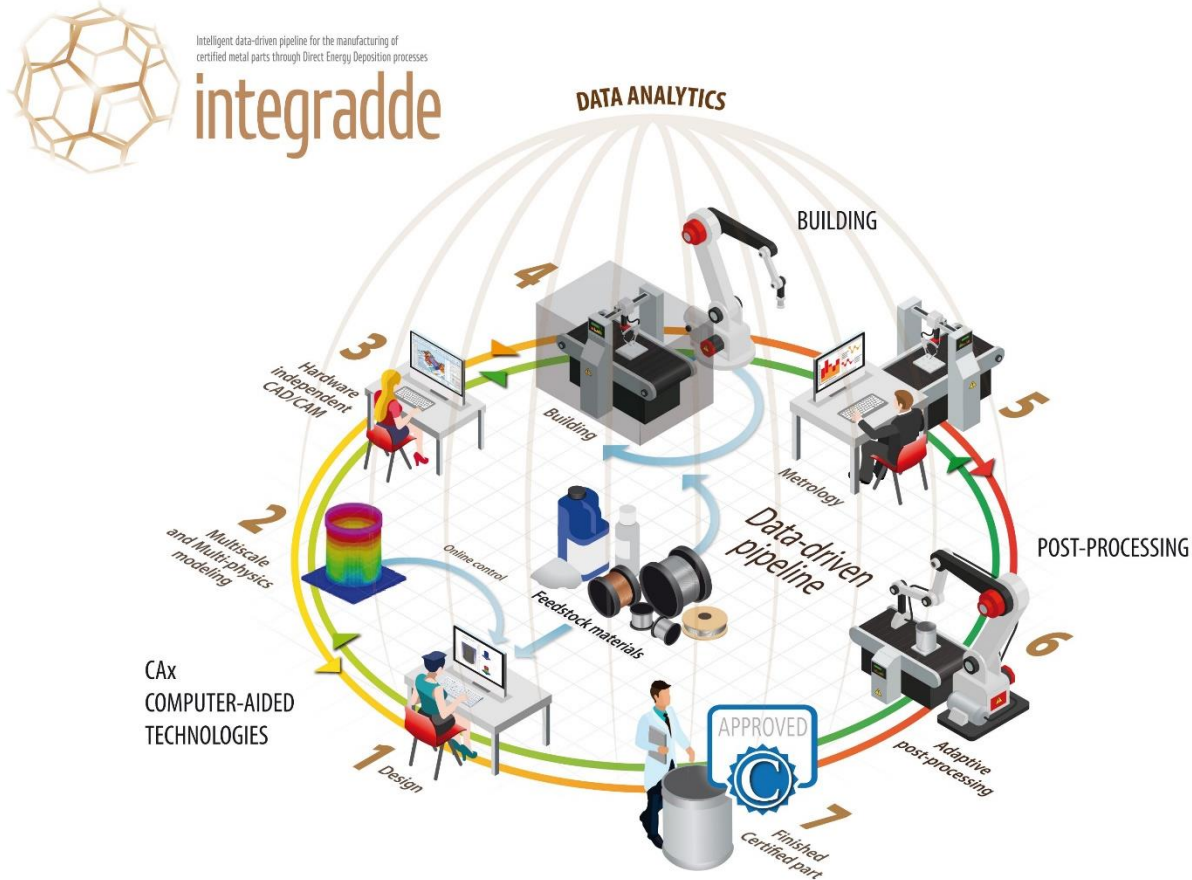 Intelligent data-driven pipeline for the manufacturing of
certified metal parts through Direct Energy Deposition processes
integradde
DATA ANALYTICS
BUILDING
4
Building
3
Hardware
independent
CAD/CAM
5
Metrology
2
Multiscale
and Multi-physics
modeling
Online control
Feedstock materials
Data-driven
pipeline
POST-PROCESSING
6
Adaptive
post-processing
CAx
COMPUTER-AIDED
TECHNOLOGIES
1
Design
APPROVED
C
7
Finished
Certified part